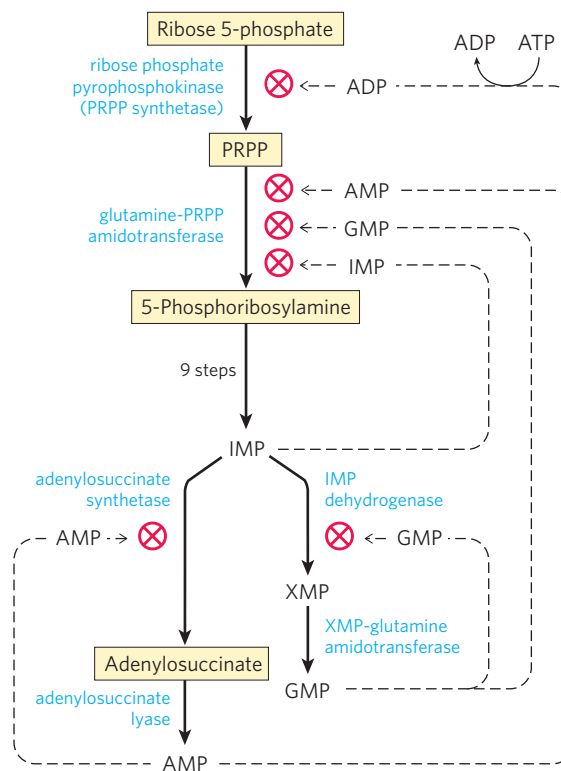 Ribose 5-phosphate
ADP ATP
ribose phosphate
pyrophosphokinase
(PRPP synthetase)
ADP
PRPP
AMP
glutamine-PRPP
amidotransferase
GMP
IMP
5-Phosphoribosylamine
9 steps
IMP
adenylosuccinate
synthetase
IMP
dehydrogenase
AMP
GMP
XMP
XMP-glutamine
amidotransferase
Adenylosuccinate
GMP
adenylosuccinate
lyase
AMP